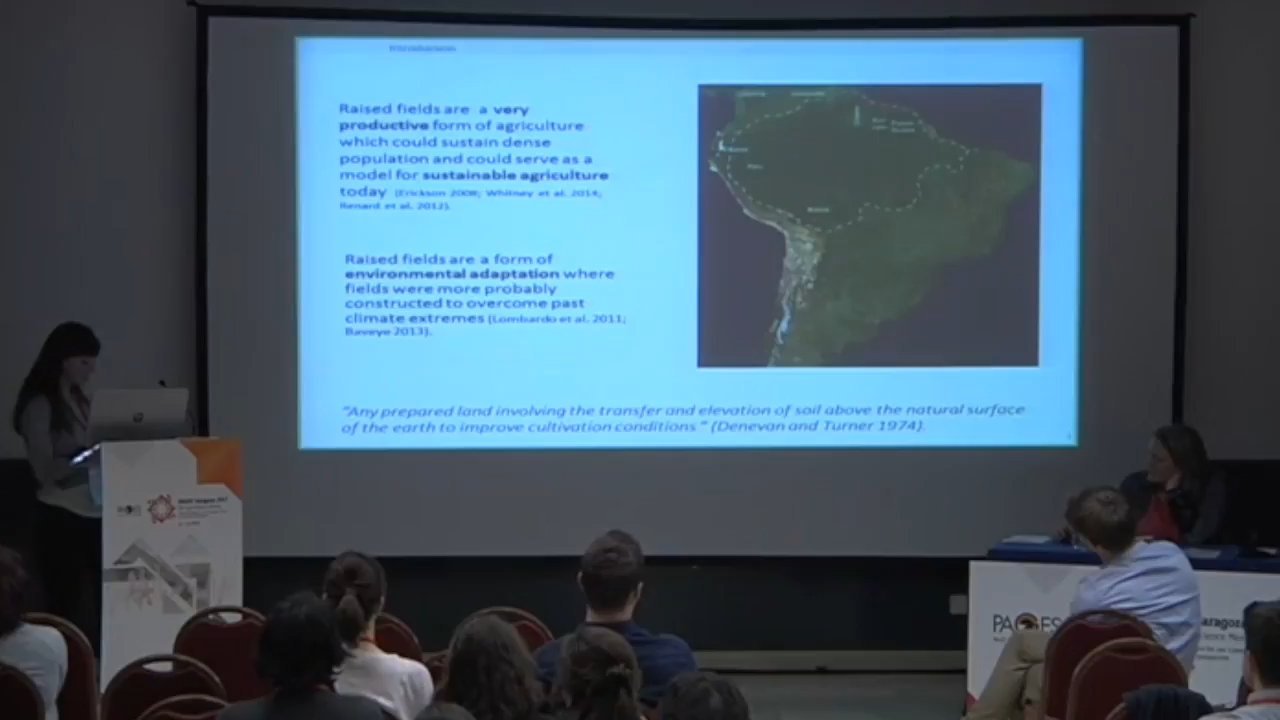 Introduction
Raised fields are a very
productive form of agriculture
which could sustain dense
population and could serve as a
model for sustainable agriculture
today (Erickson 2008; Whitney et al. 2014;
Renard et al. 2012).
Raised fields are a form of
environmental adaptation where
fields were more probably
constructed to overcome past
climate extremes (Lombardo et al. 2011;
Baveye 2013).
"Any prepared land involving the transfer and elevation of soil above the natural surface
of the earth to improve cultivation conditions." (Denevan and Turner 1974).
PAGES